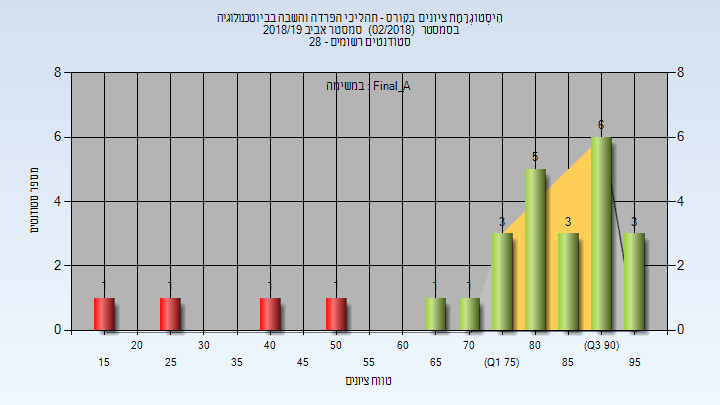 היסטוגרמת ציונים בקורס - תהליכי הפרדה והשבה בביוטכנולוגיה
בסמסטר (02/2018) סמסטר אביב 2018/19
סטודנטים רשומים - 28
במשימה : Final_A
מספר סטודנטים
8
6
4
2
0
8
6
4
2
0
1
1
1
1
1
1
3
5
3
6
3
20 30 40 50 60 70 80 (Q3 90)
15 25 35 45 55 65 (Q1 75) 85 95
טווח ציונים